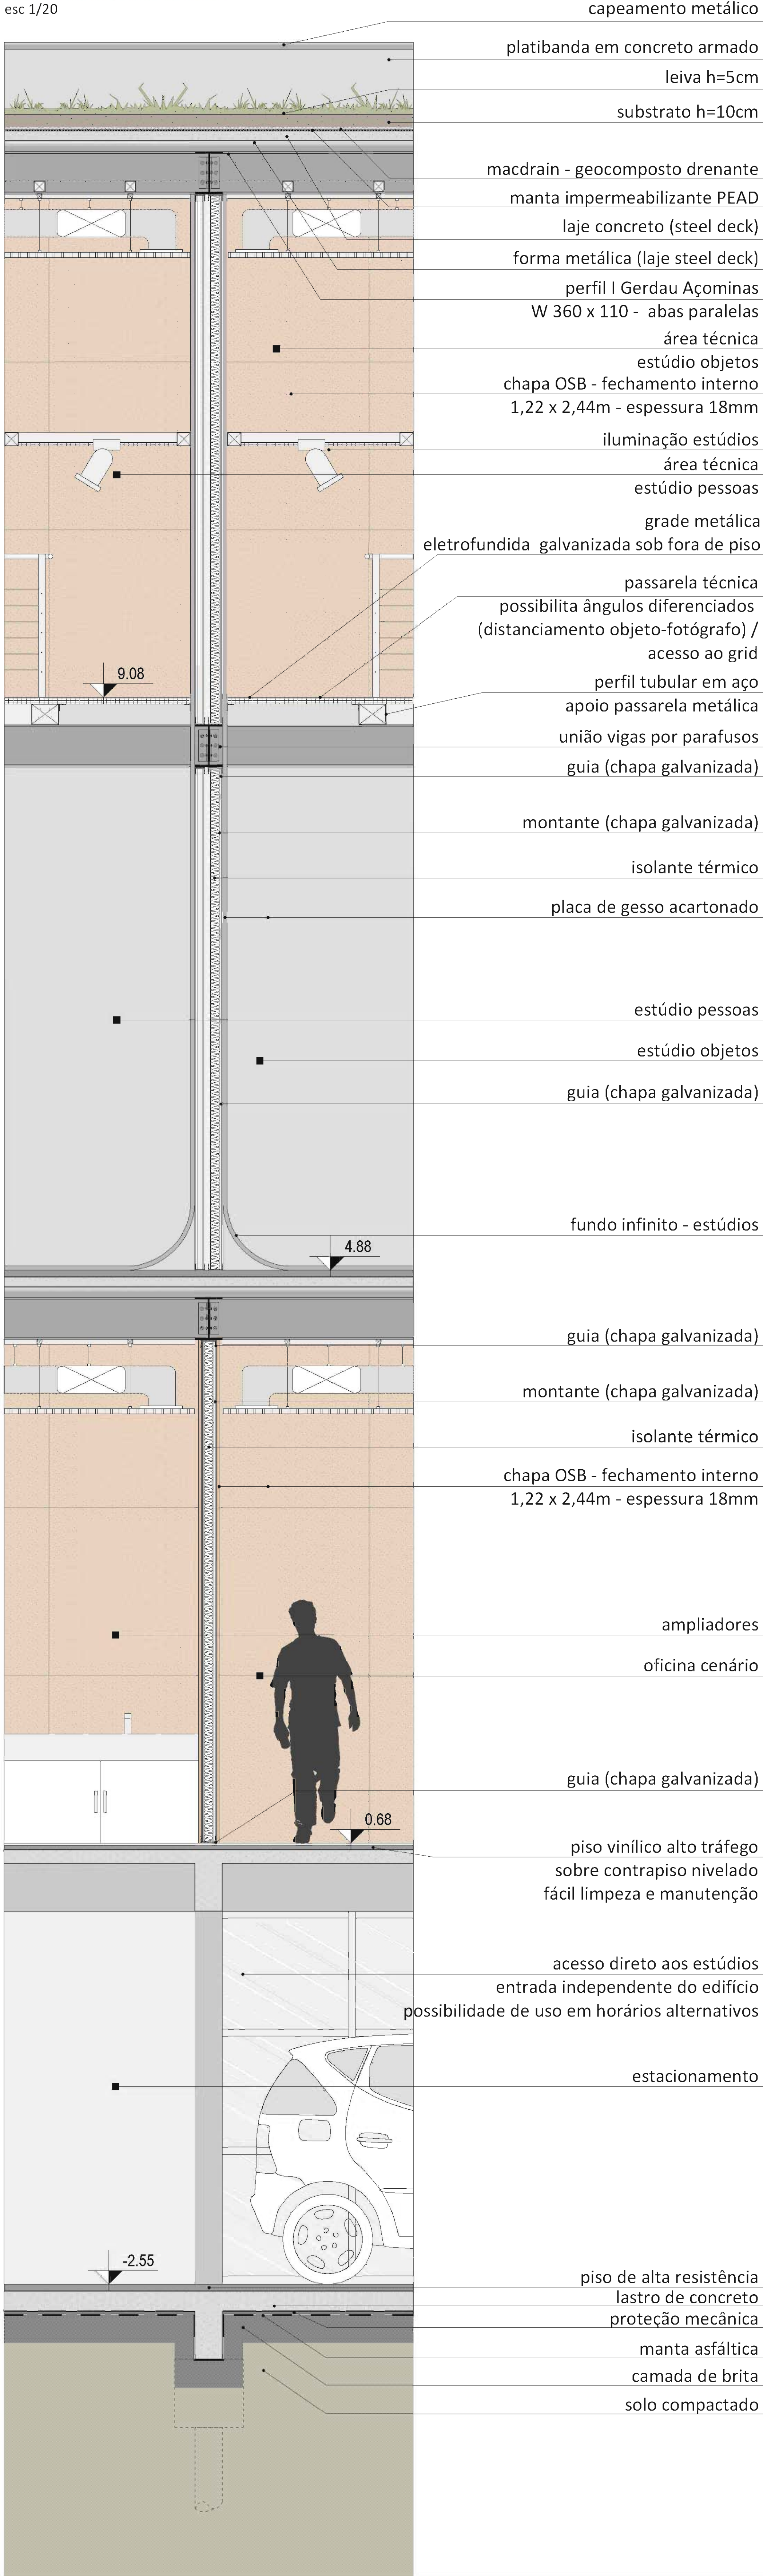 esc 1/20
capeamento metálico
platibanda em concreto armado
leiva h=5cm
substrato h=10cm
macdrain - geocomposto drenante
manta impermeabilizante PEAD
laje concreto (steel deck)
forma metálica (laje steel deck)
perfil I Gerdau Açominas
W 360 x 110 - abas paralelas
área técnica
estúdio objetos
chapa OSB - fechamento interno
1,22 x 2,44m - espessura 18mm
iluminação estúdios
área técnica
estúdio pessoas
grade metálica
eletrofundida galvanizada sob fora de piso
passarela técnica
possibilita ângulos diferenciados
(distanciamento objeto-fotógrafo) /
acesso ao grid
9.08
perfil tubular em aço
apoio passarela metálica
união vigas por parafusos
guia (chapa galvanizada)
montante (chapa galvanizada)
isolante térmico
placa de gesso acartonado
estúdio pessoas
estúdio objetos
guia (chapa galvanizada)
fundo infinito - estúdios
4.88
guia (chapa galvanizada)
montante (chapa galvanizada)
isolante térmico
chapa OSB - fechamento interno
1,22 x 2,44m - espessura 18mm
ampliadores
oficina cenário
guia (chapa galvanizada)
0.68
piso vinílico alto tráfego
sobre contrapiso nivelado
fácil limpeza e manutenção
acesso direto aos estúdios
entrada independente do edifício
possibilidade de uso em horários alternativos
estacionamento
-2.55
piso de alta resistência
lastro de concreto
proteção mecânica
manta asfáltica
camada de brita
solo compactado